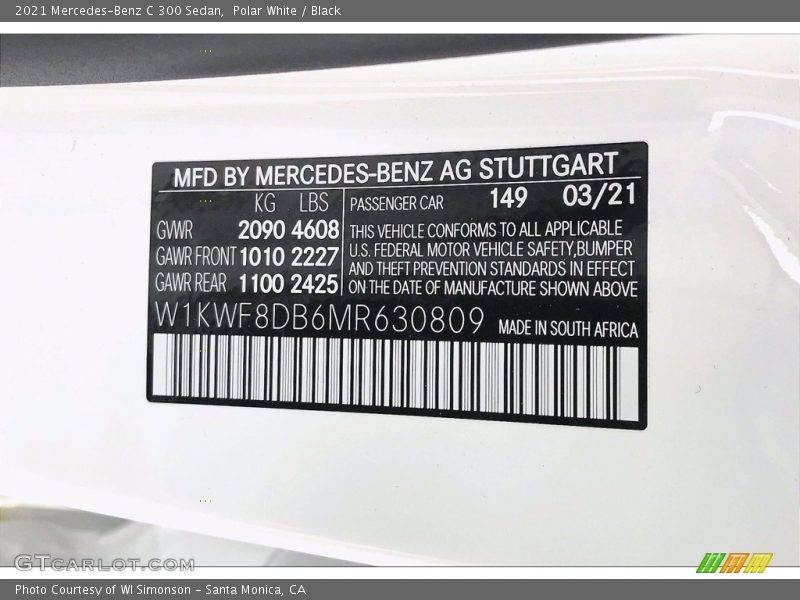 2021 Mercedes-Benz C 300 Sedan,  Polar White / Black
MFD BY MERCEDES-BENZ AG STUTTGART
KG LBS
GVWR 2090 4608
GAWR FRONT 1010 2227
GAWR REAR 1100 2425
PASSENGER CAR 149 03/21
THIS VEHICLE CONFORMS TO ALL APPLICABLE
U.S. FEDERAL MOTOR VEHICLE SAFETY,BUMPER
AND THEFT PREVENTION STANDARDS IN EFFECT
ON THE DATE OF MANUFACTURE SHOWN ABOVE
W1KWF8DB6MR630809 MADE IN SOUTH AFRICA
GTCARLOT.COM
Photo Courtesy of WI Simonson - Santa Monica, CA